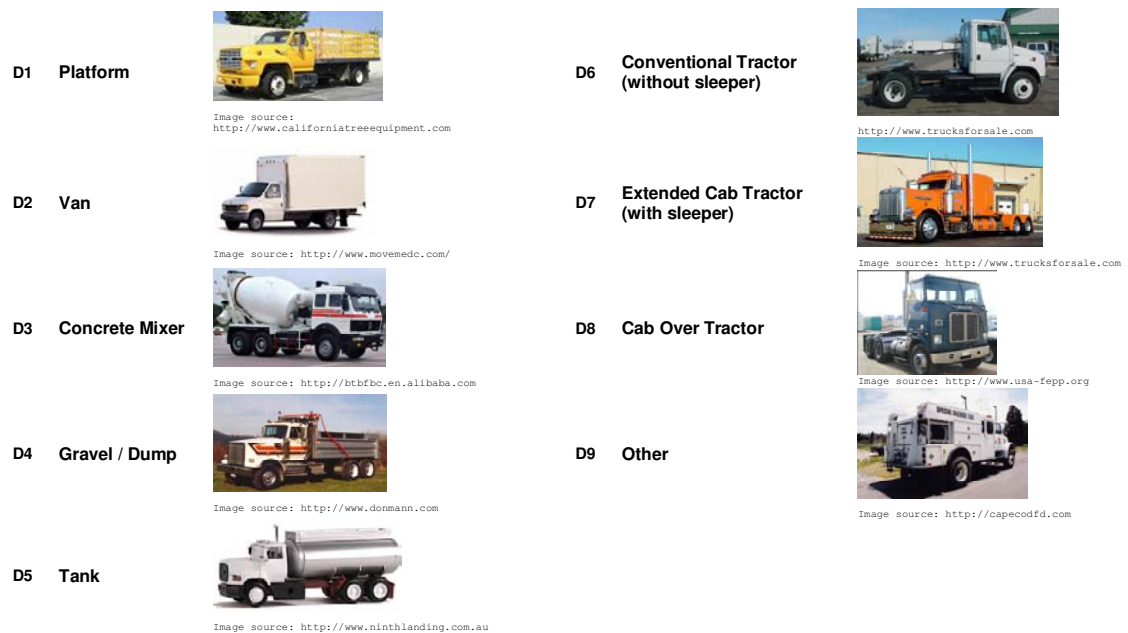 D1 Platform
Image source:
http://www.californiatreeequipment.com
D2 Van
Image source: http://www.movemedc.com/
D3 Concrete Mixer
Image source: http://btbfbc.en.alibaba.com
D4 Gravel / Dump
Image source: http://www.donmann.com
D5 Tank
Image source: http://www.ninthlanding.com.au
D6 Conventional Tractor
(without sleeper)
http://www.trucksforsale.com
D7 Extended Cab Tractor
(with sleeper)
Image source: http://www.trucksforsale.com
D8 Cab Over Tractor
Image source: http://www.usa-fepp.org
D9 Other
Image source: http://capecodfd.com